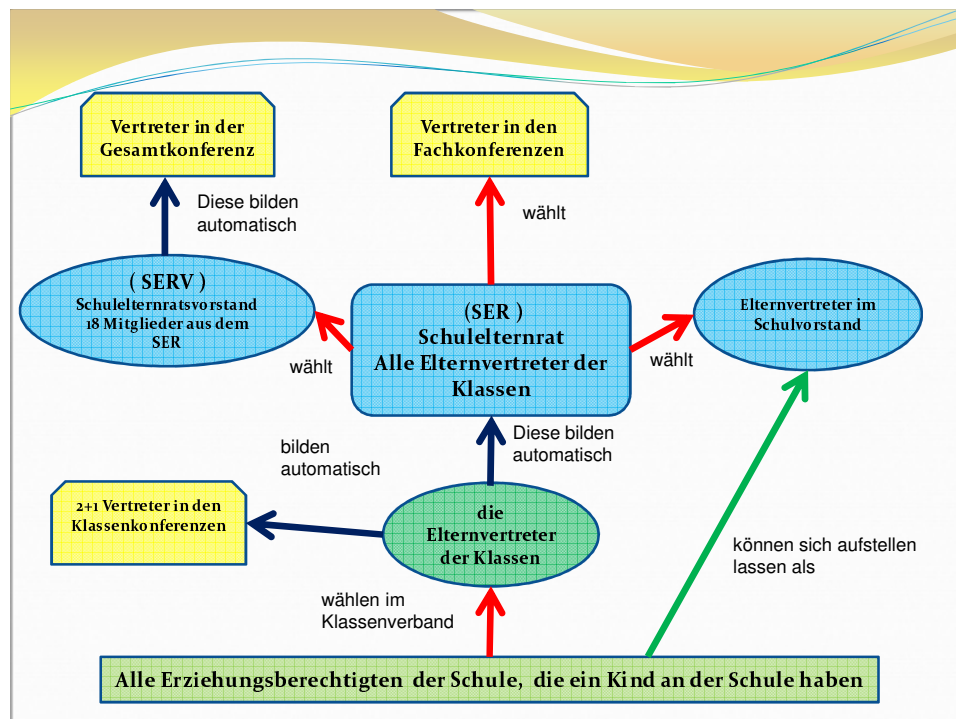 Vertreter in der
Gesamtkonferenz
Vertreter in den
Fachkonferenzen
Diese bilden
automatisch
wählt
( SERV )
Schulelternratsvorstand
18 Mitglieder aus dem
SER
(SER )
Schulelternrat
Alle Elternvertreter der
Klassen
Elternvertreter im
Schulvorstand
wählt
wählt
bilden
automatisch
Diese bilden
automatisch
2+1 Vertreter in den
Klassenkonferenzen
die
Elternvertreter
der Klassen
können sich aufstellen
lassen als
wählen im
Klassenverband
Alle Erziehungsberechtigten der Schule, die ein Kind an der Schule haben